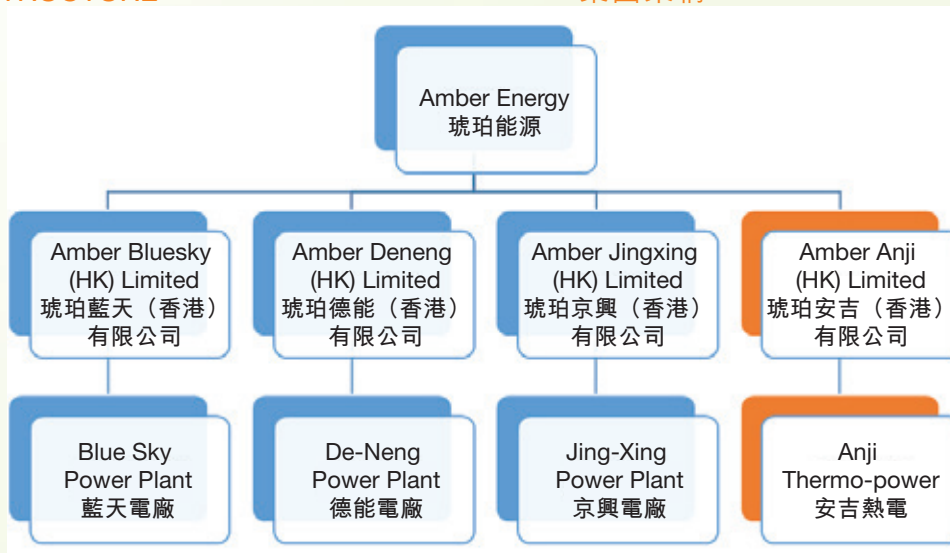 Amber Energy
琥珀能源
Amber Bluesky
(HK) Limited
琥珀藍天（香港）
有限公司
Amber Deneng
(HK) Limited
琥珀德能（香港）
有限公司
Amber Jingxing
(HK) Limited
琥珀京興（香港）
有限公司
Amber Anji
(HK) Limited
琥珀安吉（香港）
有限公司
Blue Sky
Power Plant
藍天電廠
De-Neng
Power Plant
德能電廠
Jing-Xing
Power Plant
京興電廠
Anji
Thermo-power
安吉熱電